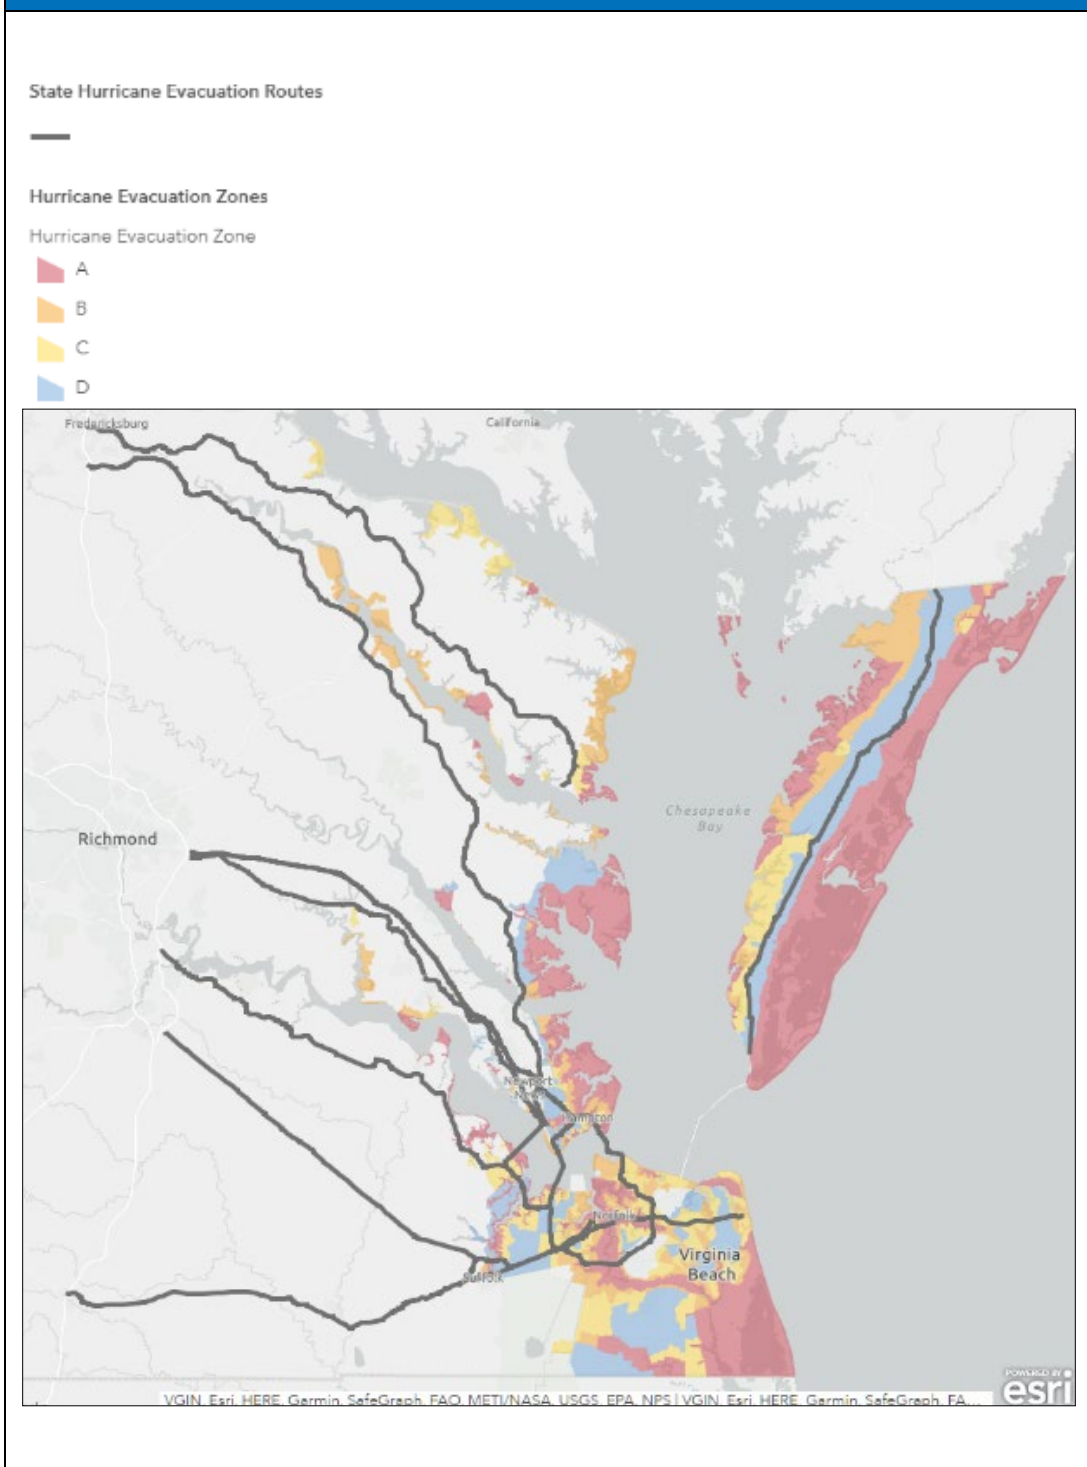 State Hurricane Evacuation Routes
Hurricane Evacuation Zones
Hurricane Evacuation Zone
A
B
C
D
Fredericksburg
California
Chesapeake
Bay
Richmond
Newport
News
Hampton
Norfolk
Virginia
Beach
Suffolk
VGIN, Esri, HERE, Garmin, SafeGraph, FAO, METI/NASA, USGS, EPA, NPS | VGIN, Esri, HERE, Garmin, SafeGraph, FA...
POWERED BY
esri